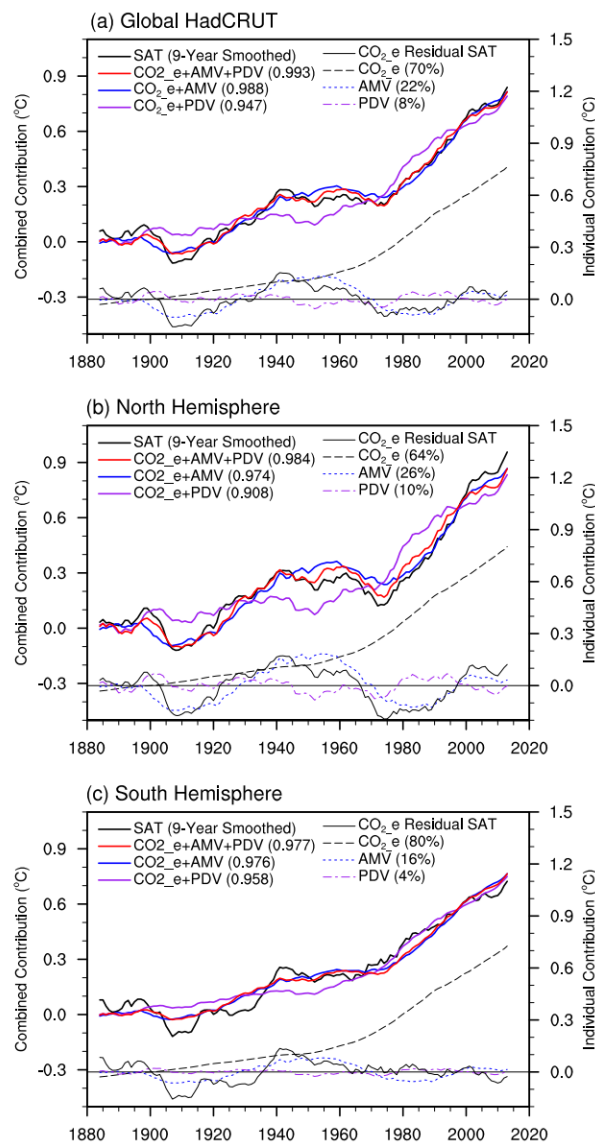 (a) Global HadCRUT
SAT (9-Year Smoothed)
CO2_e+AMV+PDV (0.993)
CO₂_e+AMV (0.988)
CO₂_e+PDV (0.947)
CO₂_e Residual SAT
CO₂_e (70%)
AMV (22%)
PDV (8%)
Combined Contribution (°C)
0.9
0.6
0.3
0.0
-0.3
Individual Contribution (°C)
1.5
1.2
0.9
0.6
0.3
0.0
1880 1900 1920 1940 1960 1980 2000 2020
(b) North Hemisphere
SAT (9-Year Smoothed)
CO2_e+AMV+PDV (0.984)
CO2_e+AMV (0.974)
CO2_e+PDV (0.908)
CO₂_e Residual SAT
CO₂_e (64%)
AMV (26%)
PDV (10%)
Combined Contribution (°C)
0.9
0.6
0.3
0.0
-0.3
Individual Contribution (°C)
1.5
1.2
0.9
0.6
0.3
0.0
1880 1900 1920 1940 1960 1980 2000 2020
(c) South Hemisphere
SAT (9-Year Smoothed)
CO2_e+AMV+PDV (0.977)
CO2_e+AMV (0.976)
CO2_e+PDV (0.958)
CO₂_e Residual SAT
CO₂_e (80%)
AMV (16%)
PDV (4%)
Combined Contribution (°C)
0.9
0.6
0.3
0.0
-0.3
Individual Contribution (°C)
1.5
1.2
0.9
0.6
0.3
0.0
1880 1900 1920 1940 1960 1980 2000 2020